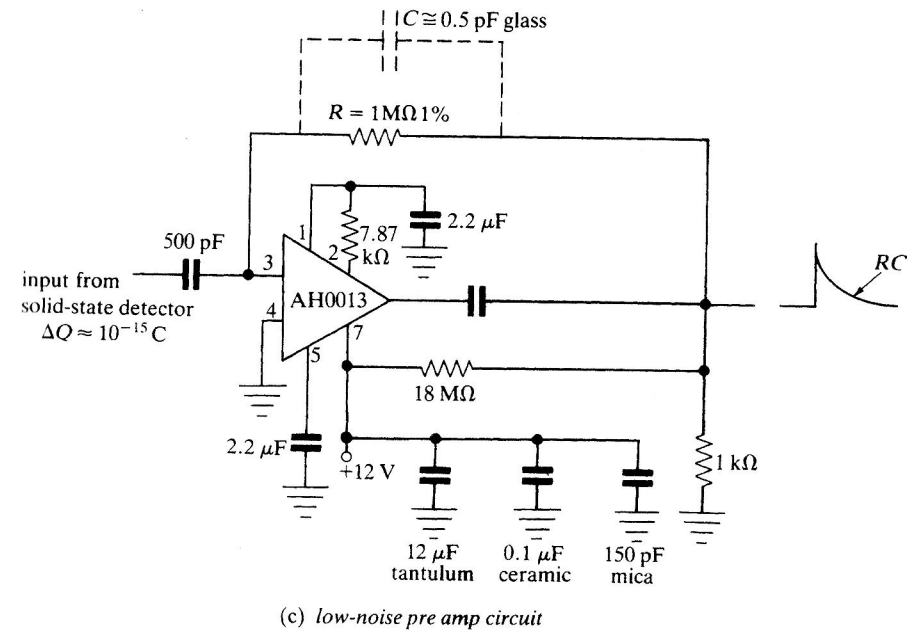 C ≅ 0.5 pF glass
R = 1MΩ 1%
1
2
7.87
kΩ
2.2 μF
500 pF
3
input from
solid-state detector
ΔQ ≈ 10⁻¹⁵ C
AH0013
4
5
7
RC
18 MΩ
2.2 μF
+12 V
1 kΩ
12 μF
tantulum
0.1 μF
ceramic
150 pF
mica
(c) low-noise pre amp circuit